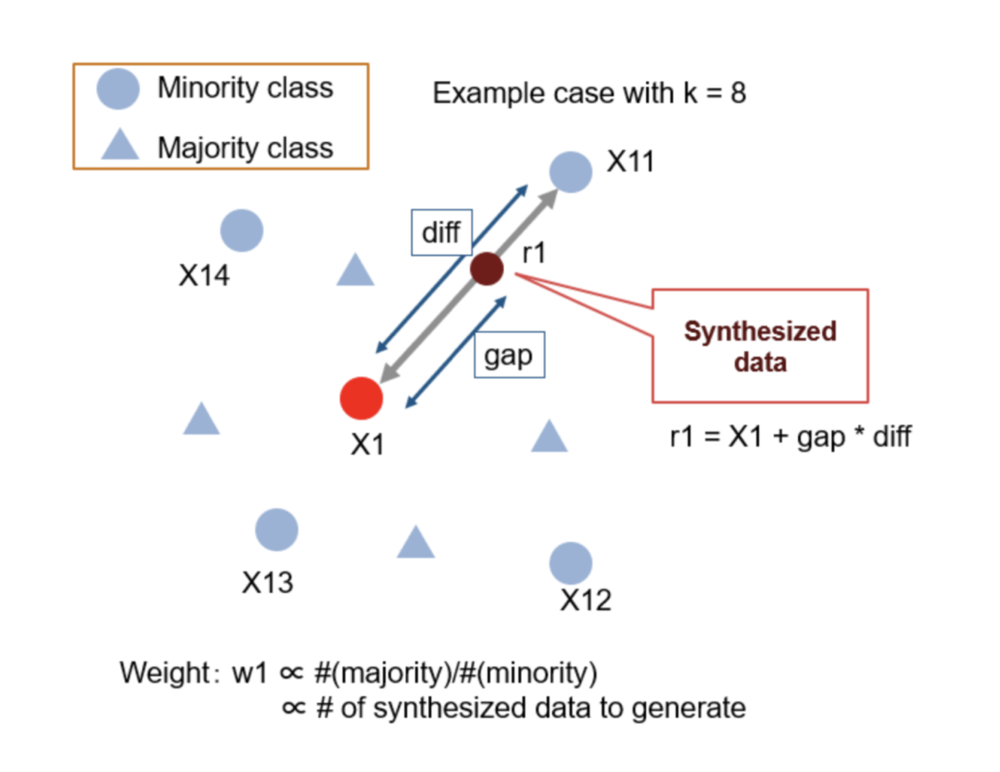 Minority class
Majority class
Example case with k = 8
X11
diff
r1
X14
Synthesized
data
gap
r1 = X1 + gap * diff
X1
X13
X12
Weight: w1 ∝ #(majority)/#(minority)
∝ # of synthesized data to generate